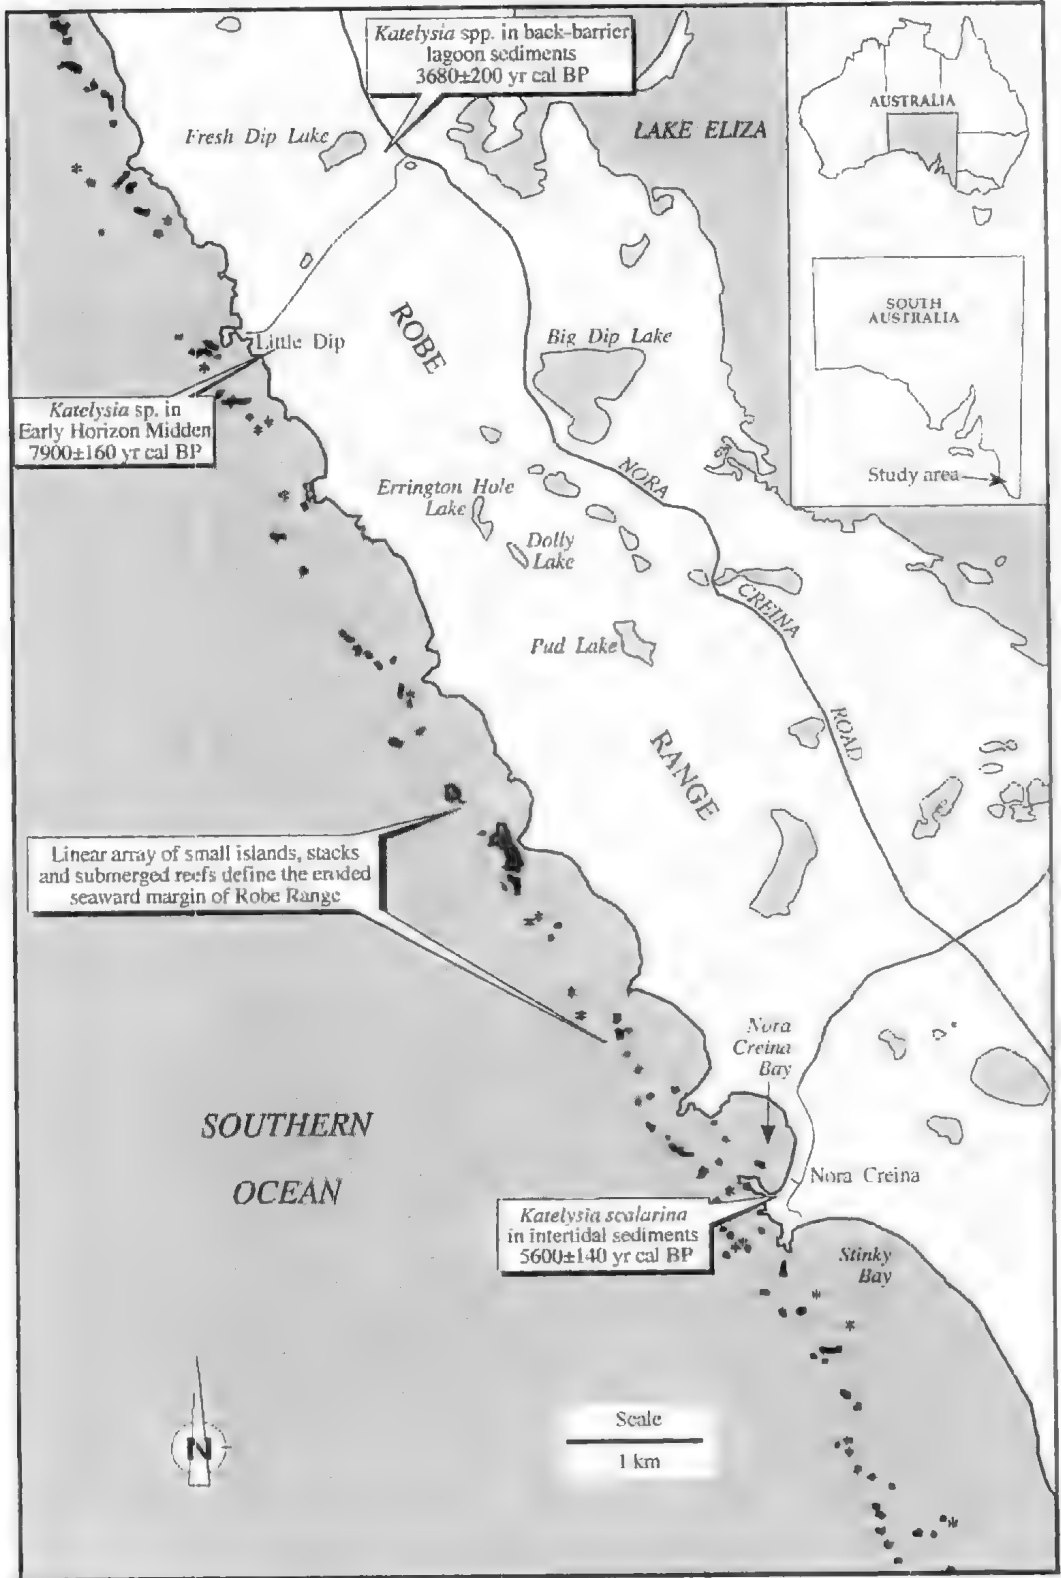 Katelysia spp. in back-barrier
lagoon sediments
3680±200 yr cal BP
AUSTRALIA
LAKE ELIZA
Fresh Dip Lake
SOUTH
AUSTRALIA
Study area
ROBE
Little Dip
Big Dip Lake
Katelysia sp. in
Early Horizon Midden
7900±160 yr cal BP
NORA
Errington Hole
Lake
Dolly
Lake
CREINA
Pud Lake
ROAD
RANGE
Linear array of small islands, stacks
and submerged reefs define the eroded
seaward margin of Robe Range
Nora
Creina
Bay
SOUTHERN
OCEAN
Nora Creina
Katelysia scalarina
in intertidal sediments
5600±140 yr cal BP
Stinky
Bay
Scale
1 km
N